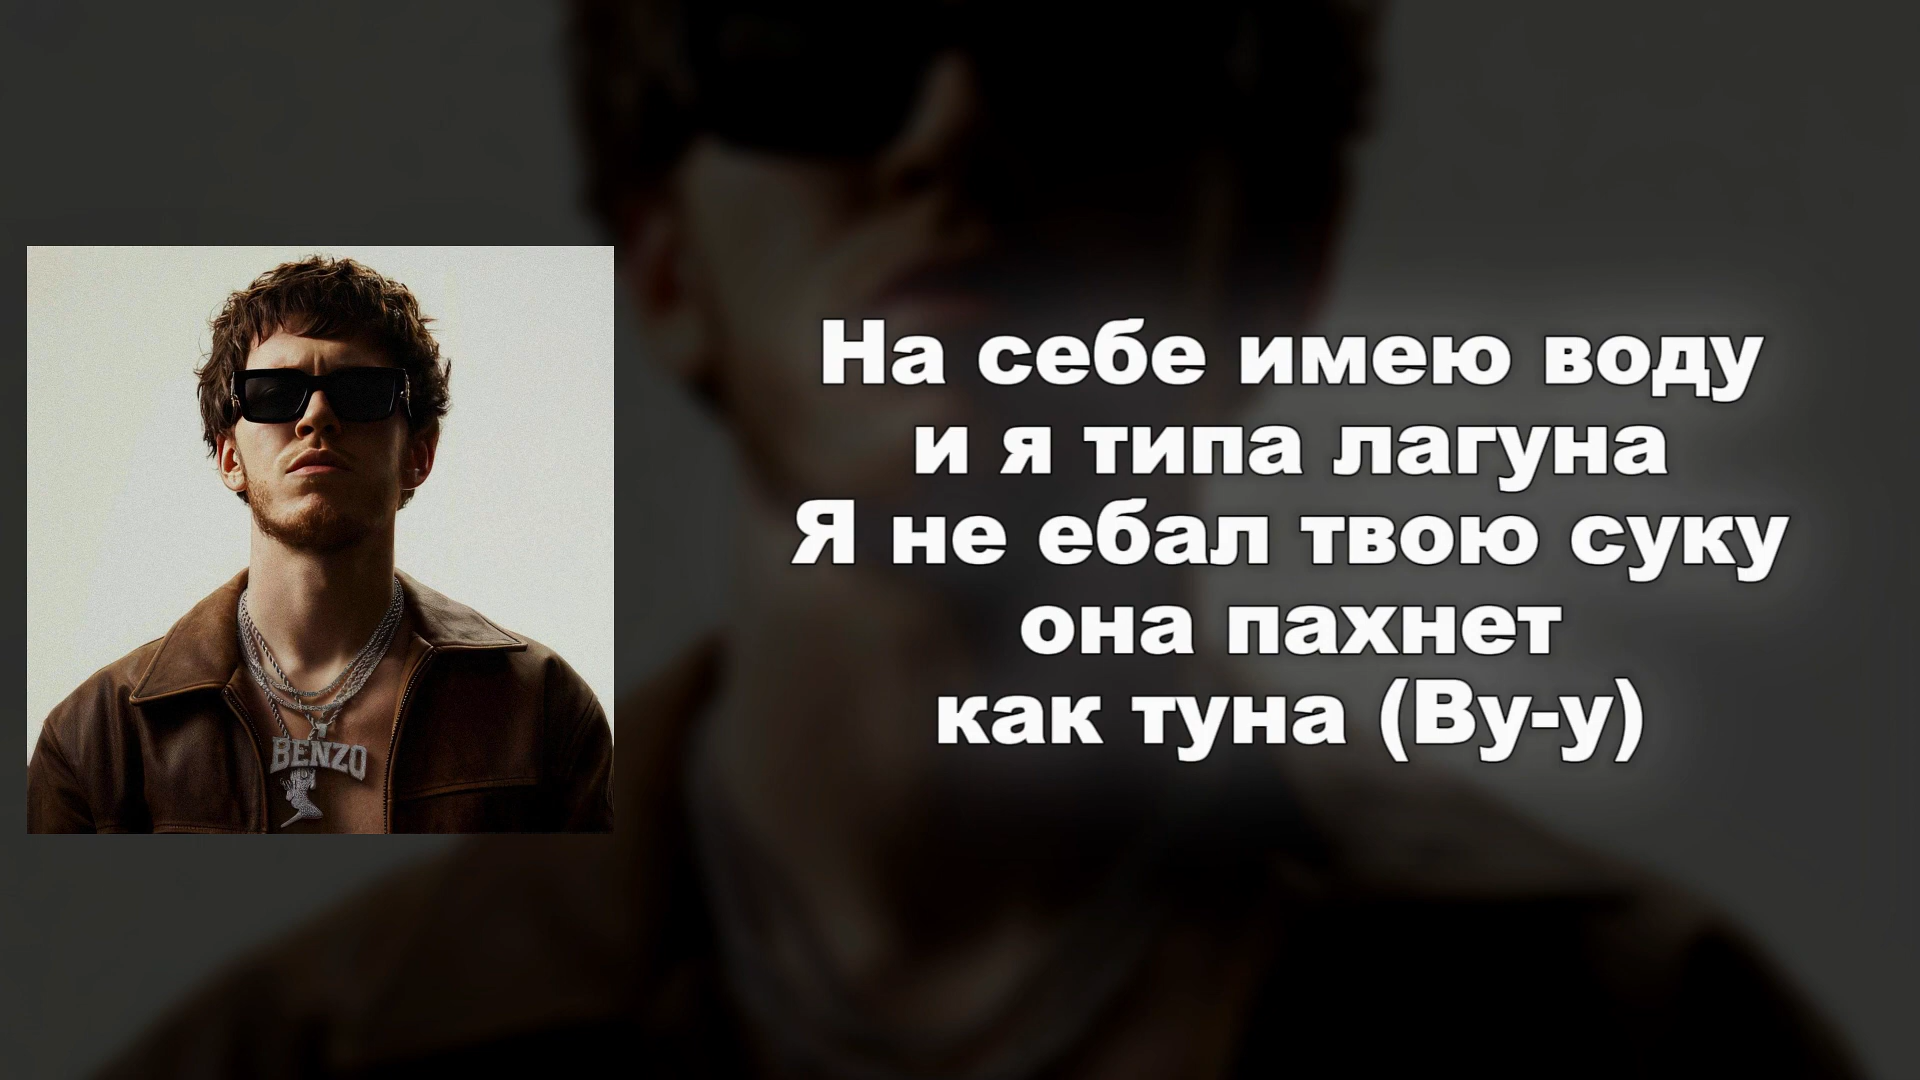 BENZO
На себе имею воду
и я типа лагуна
Я не ебал твою суку
она пахнет
как туна (Ву-у)